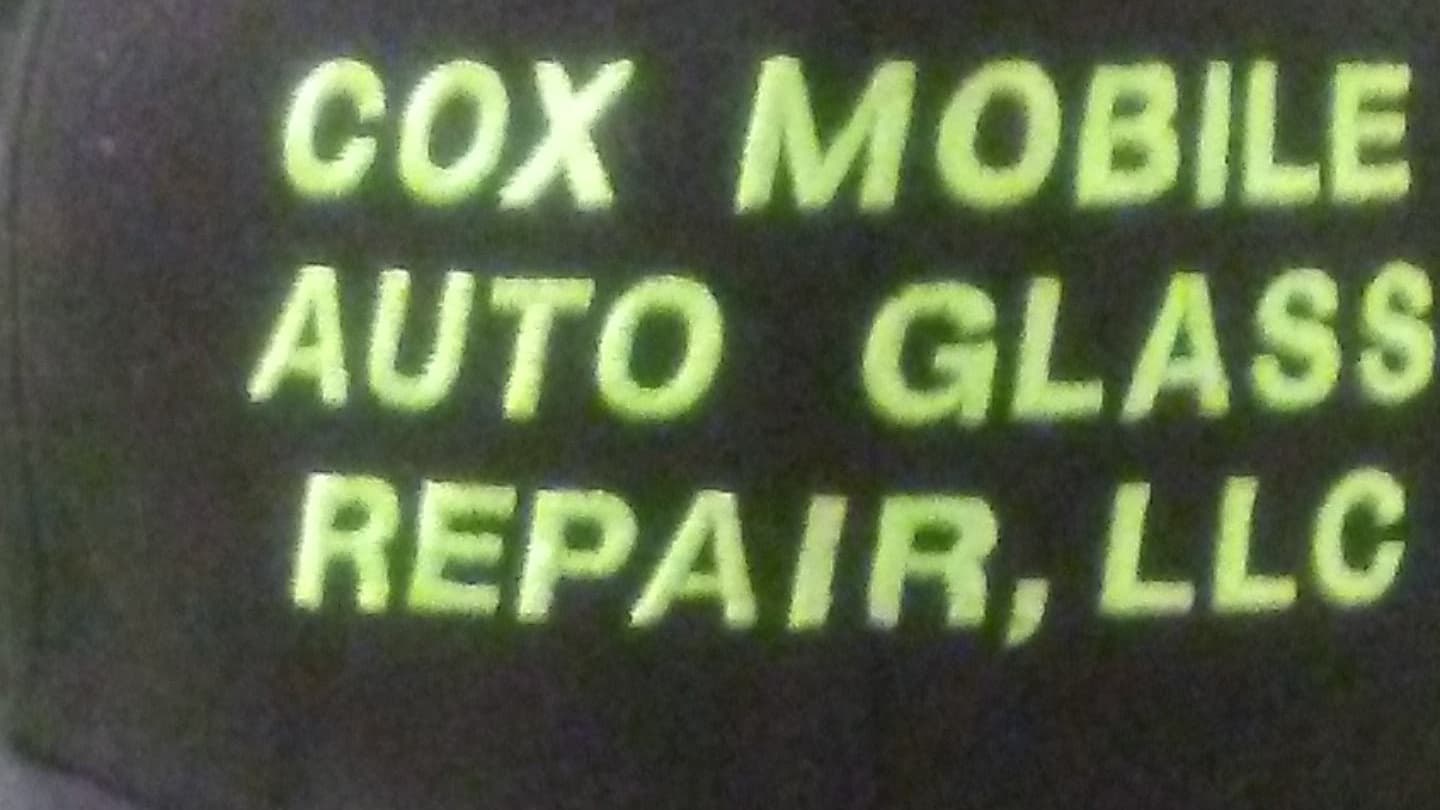 COX MOBILE
AUTO GLASS
REPAIR, LLC